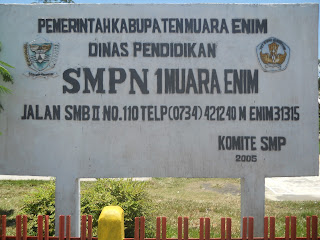 PEMERINTAH KABUPATEN MUARA ENIM
DINAS PENDIDIKAN
SMPN 1 MUARA ENIM
JALAN SMB II NO.110 TELP(0734) 421240 M ENIM 31315
KOMITE SMP
2005